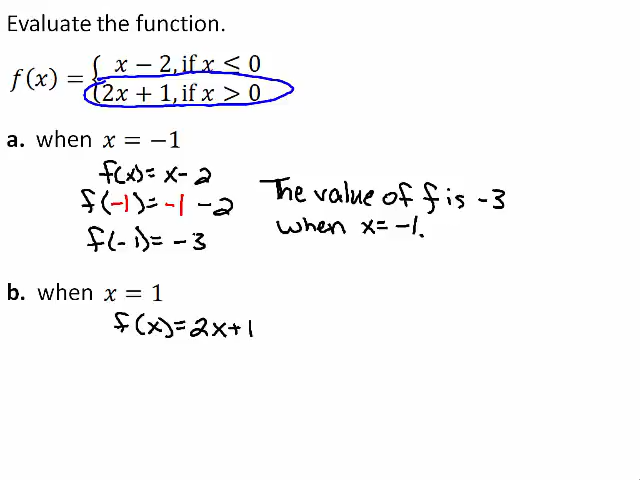 Evaluate the function.
f(x) = { x − 2, if x < 0
2x + 1, if x > 0
a. when x = −1
f(x) = x - 2
f(-1) = -1 - 2
f(-1) = -3
The value of f is -3
when x = -1.
b. when x = 1
f(x) = 2x+1